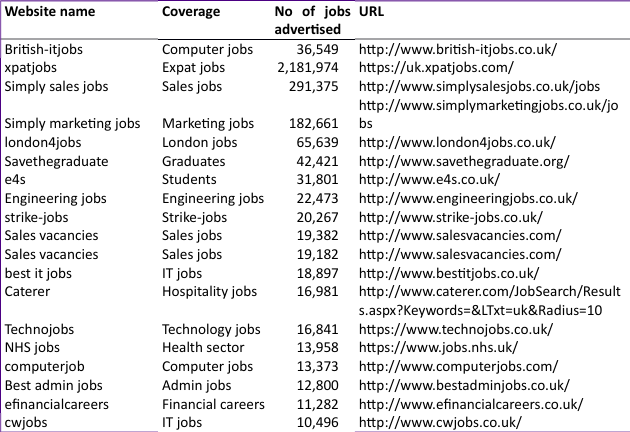 Website name Coverage No of jobs URL
advertised
British-itjobs Computer jobs 36,549 http://www.british-itjobs.co.uk/
xpatjobs Expat jobs 2,181,974 https://uk.xpatjobs.com/
Simply sales jobs Sales jobs 291,375 http://www.simplysalesjobs.co.uk/jobs
http://www.simplymarketingjobs.co.uk/jo
Simply marketing jobs Marketing jobs 182,661 bs
london4jobs London jobs 65,639 http://www.london4jobs.co.uk/
Savethegraduate Graduates 42,421 http://www.savethegraduate.org/
e4s Students 31,801 http://www.e4s.co.uk/
Engineering jobs Engineering jobs 22,473 http://www.engineeringjobs.co.uk/
strike-jobs Strike-jobs 20,267 http://www.strike-jobs.co.uk/
Sales vacancies Sales jobs 19,382 http://www.salesvacancies.com/
Sales vacancies Sales jobs 19,182 http://www.salesvacancies.com/
best it jobs IT jobs 18,897 http://www.bestitjobs.co.uk/
Caterer Hospitality jobs 16,981 http://www.caterer.com/JobSearch/Result
s.aspx?Keywords=&LTxt=uk&Radius=10
Technojobs Technology jobs 16,841 https://www.technojobs.co.uk/
NHS jobs Health sector 13,958 https://www.jobs.nhs.uk/
computerjob Computer jobs 13,373 http://www.computerjobs.com/
Best admin jobs Admin jobs 12,800 http://www.bestadminjobs.co.uk/
efinancialcareers Financial careers 11,282 http://www.efinancialcareers.co.uk/
cwjobs IT jobs 10,496 http://www.cwjobs.co.uk/